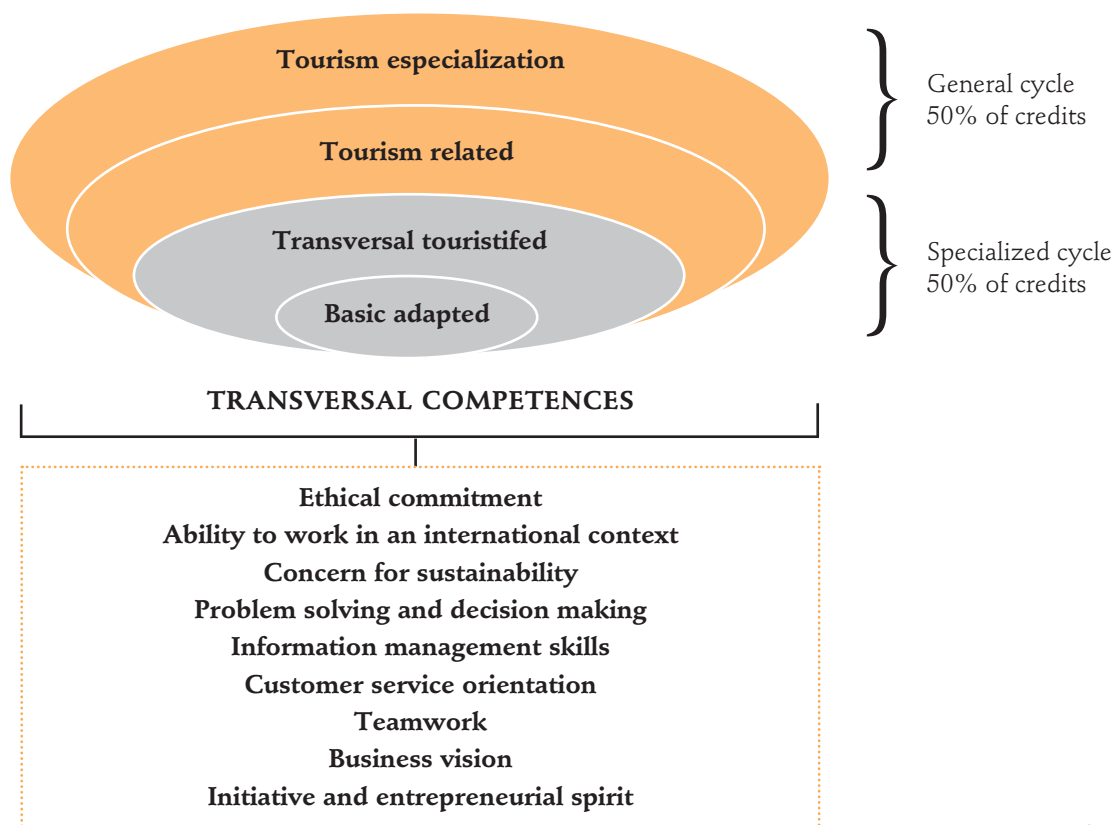 Tourism especialization
General cycle
50% of credits
Tourism related
Transversal touristifed
Specialized cycle
50% of credits
Basic adapted
TRANSVERSAL COMPETENCES
Ethical commitment
Ability to work in an international context
Concern for sustainability
Problem solving and decision making
Information management skills
Customer service orientation
Teamwork
Business vision
Initiative and entrepreneurial spirit